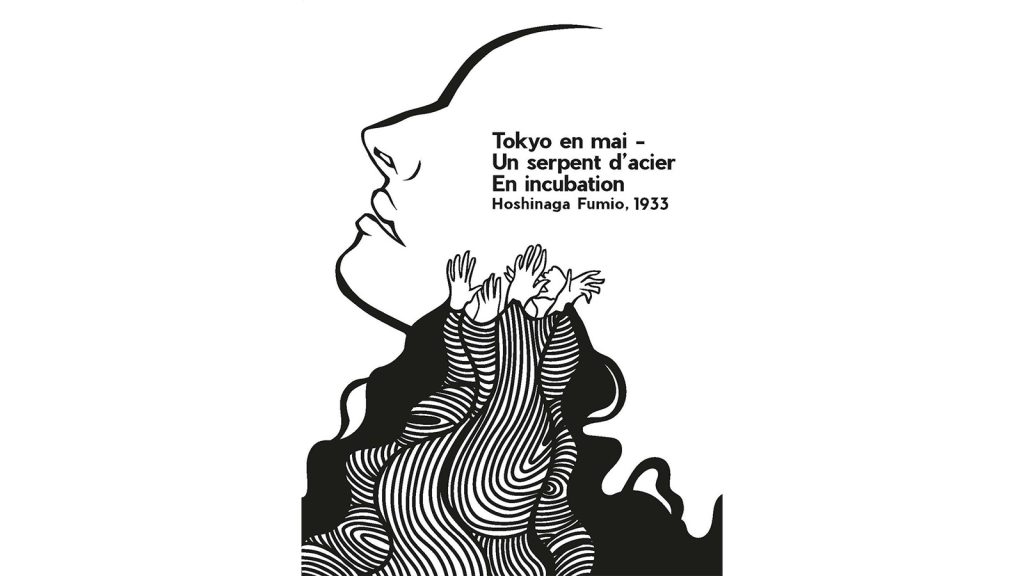 Tokyo en mai -
Un serpent d'acier
En incubation
Hoshinaga Fumio, 1933